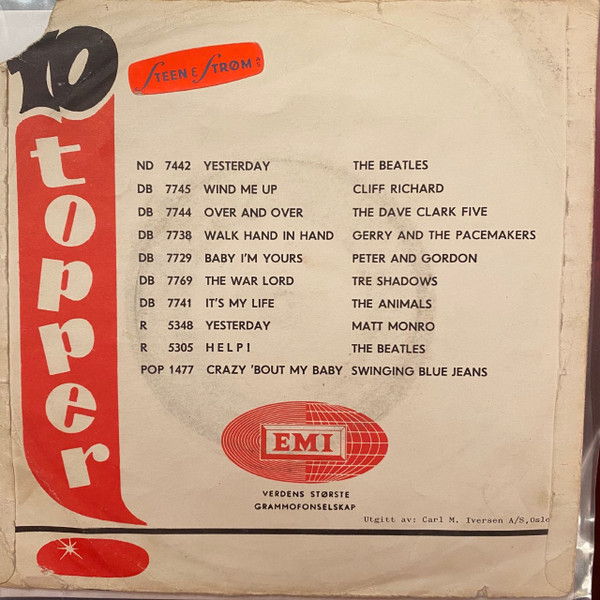 10 topper!
STEEN & STRØM A/S
ND 7442 YESTERDAY THE BEATLES
DB 7745 WIND ME UP CLIFF RICHARD
DB 7744 OVER AND OVER THE DAVE CLARK FIVE
DB 7738 WALK HAND IN HAND GERRY AND THE PACEMAKERS
DB 7729 BABY I'M YOURS PETER AND GORDON
DB 7769 THE WAR LORD TRE SHADOWS
DB 7741 IT'S MY LIFE THE ANIMALS
R 5348 YESTERDAY MATT MONRO
R 5305 HELP! THE BEATLES
POP 1477 CRAZY 'BOUT MY BABY SWINGING BLUE JEANS
EMI
VERDENS STØRSTE
GRAMMOFONSELSKAP
Utgitt av: Carl M. Iversen A/S,Oslo